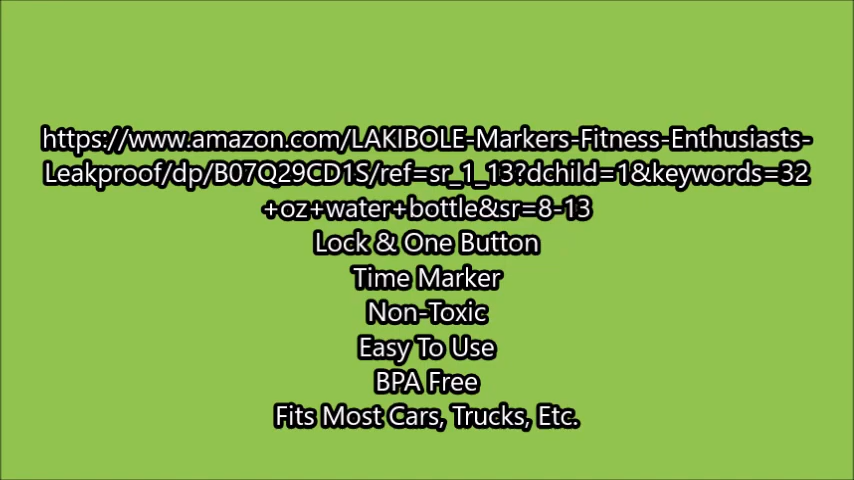 https://www.amazon.com/LAKIBOLE-Markers-Fitness-Enthusiasts-
Leakproof/dp/B07Q29CD1S/ref=sr_1_13?dchild=1&keywords=32
+oz+water+bottle&sr=8-13
Lock & One Button
Time Marker
Non-Toxic
Easy To Use
BPA Free
Fits Most Cars, Trucks, Etc.